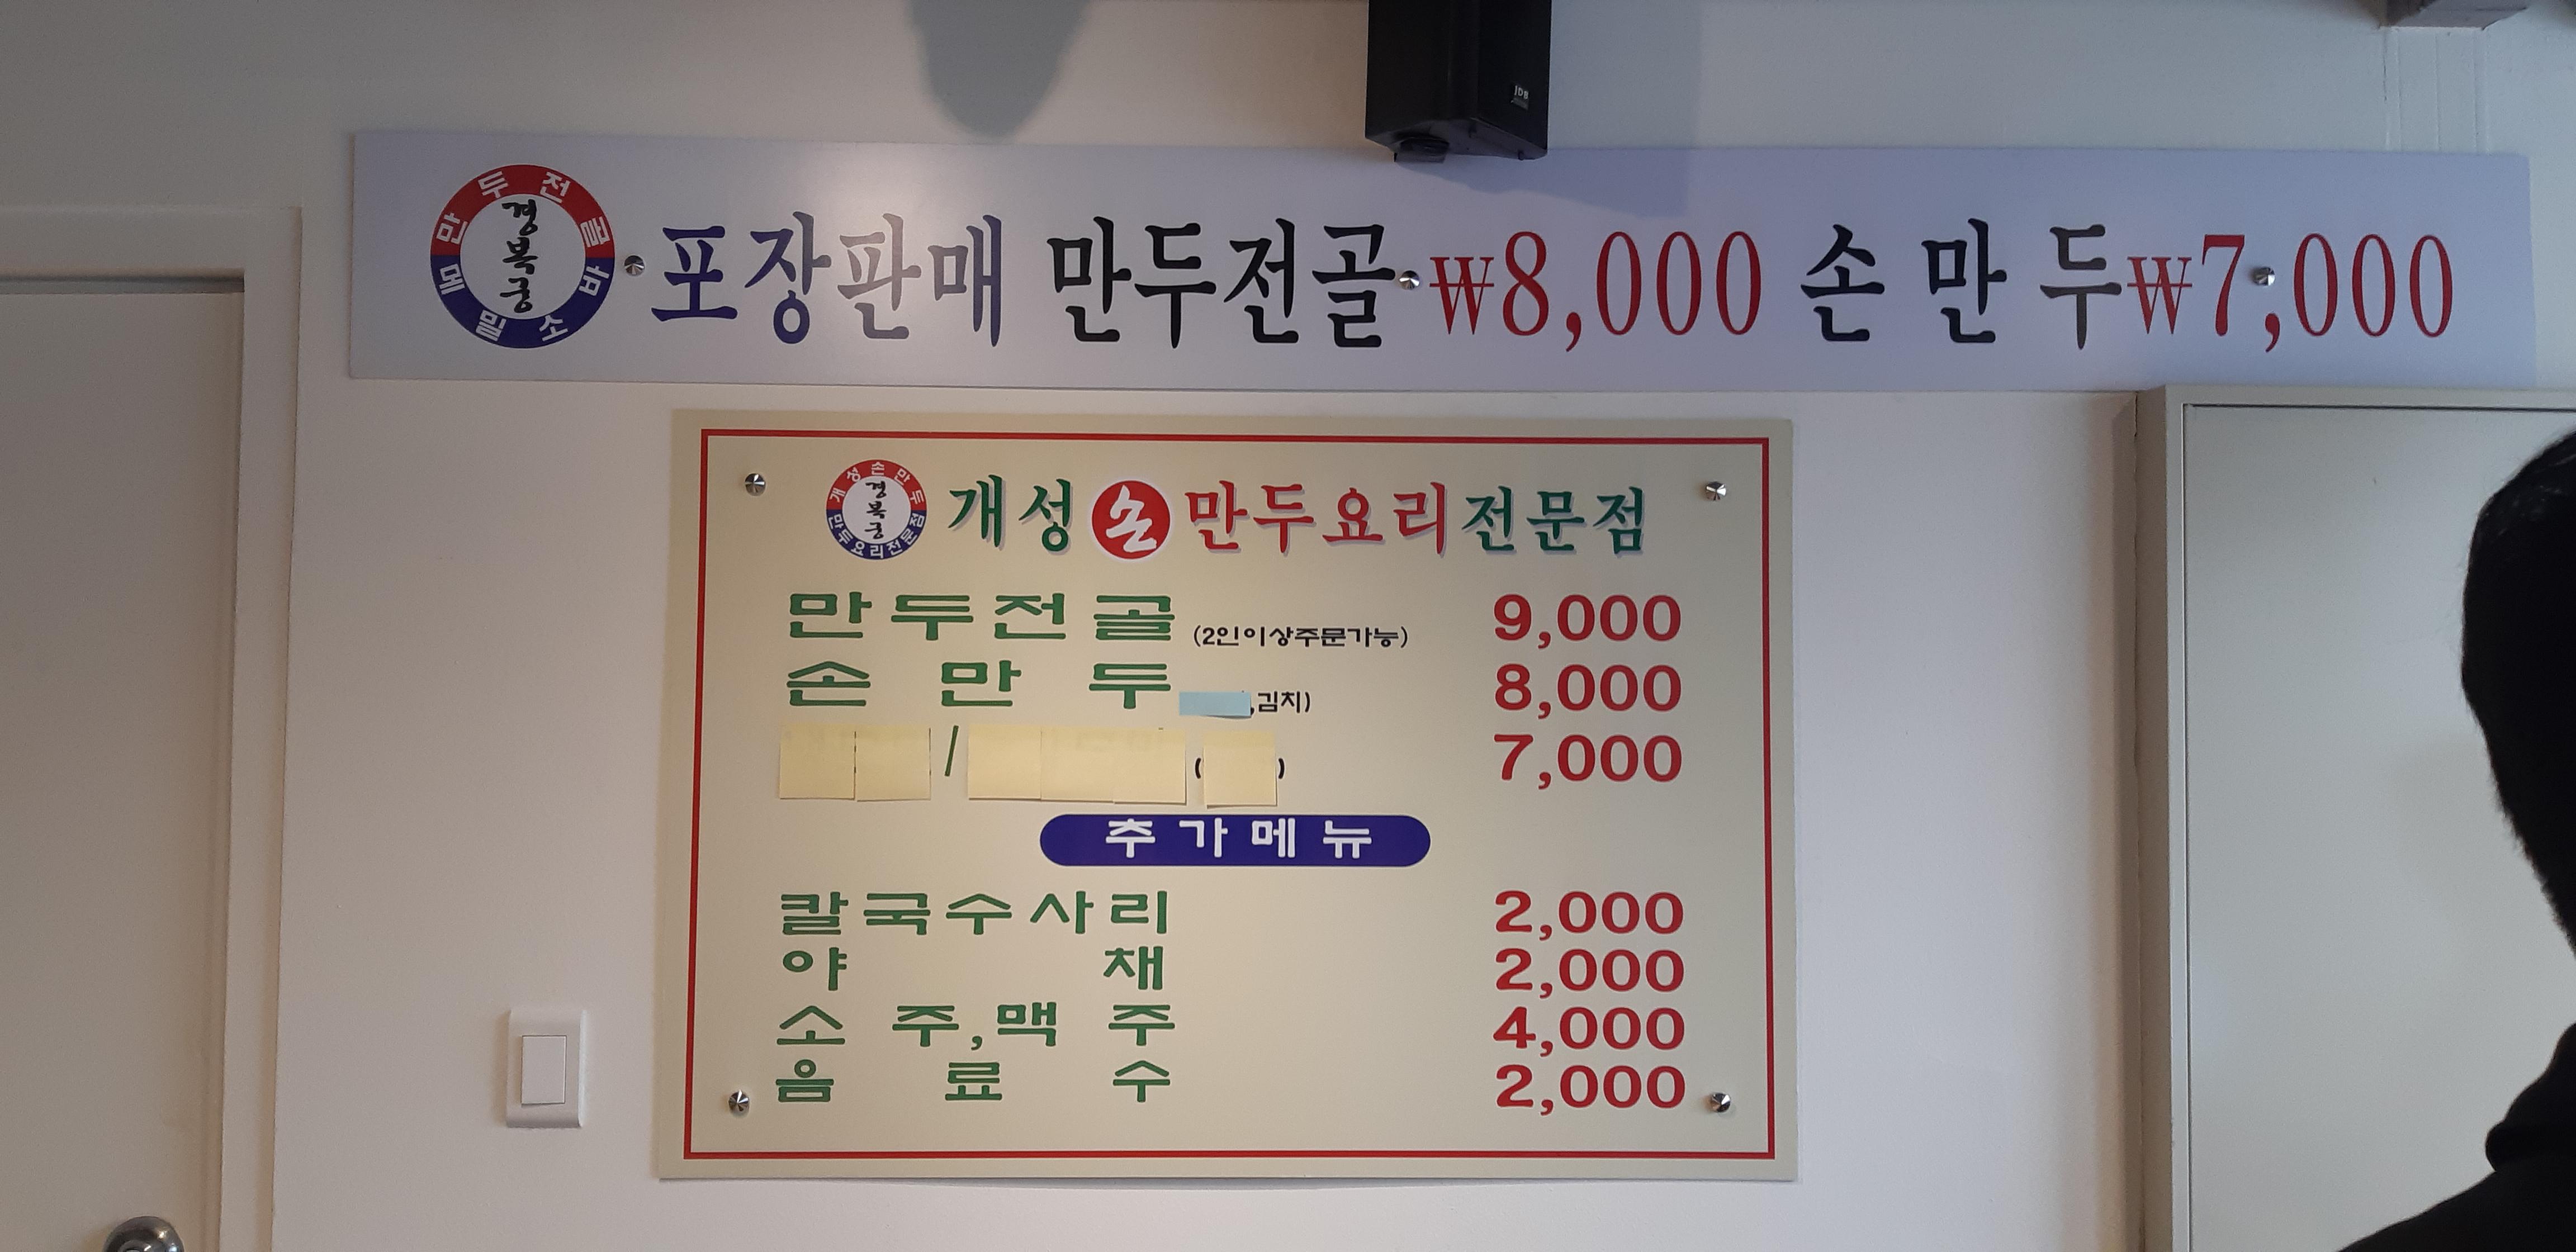 만두전골 경복궁 메밀소바 포장판매 만두전골 ₩8,000 손만두 ₩7,000
JDB
개성손만두 경복궁 만두요리전문점 개성 손 만두요리전문점
만두전골 (2인이상주문가능) 9,000
손만두 ,김치) 8,000
/ ( ) 7,000
추가메뉴
칼국수사리 2,000
야채 2,000
소주,맥주 4,000
음료수 2,000